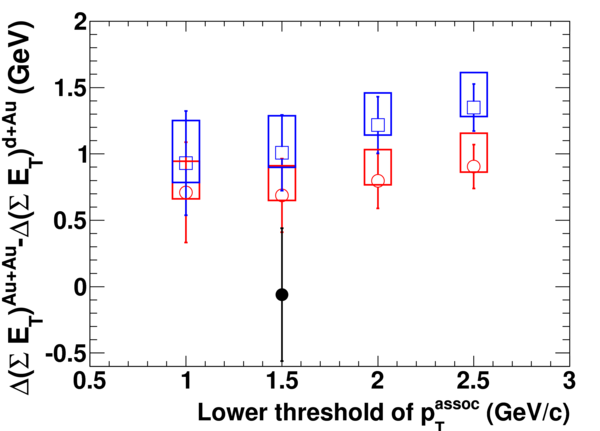 Δ(Σ E_T)^Au+Au-Δ(Σ E_T)^d+Au (GeV)
2
1.5
1
0.5
0
-0.5
0.5 1 1.5 2 2.5 3
Lower threshold of p_T^assoc (GeV/c)